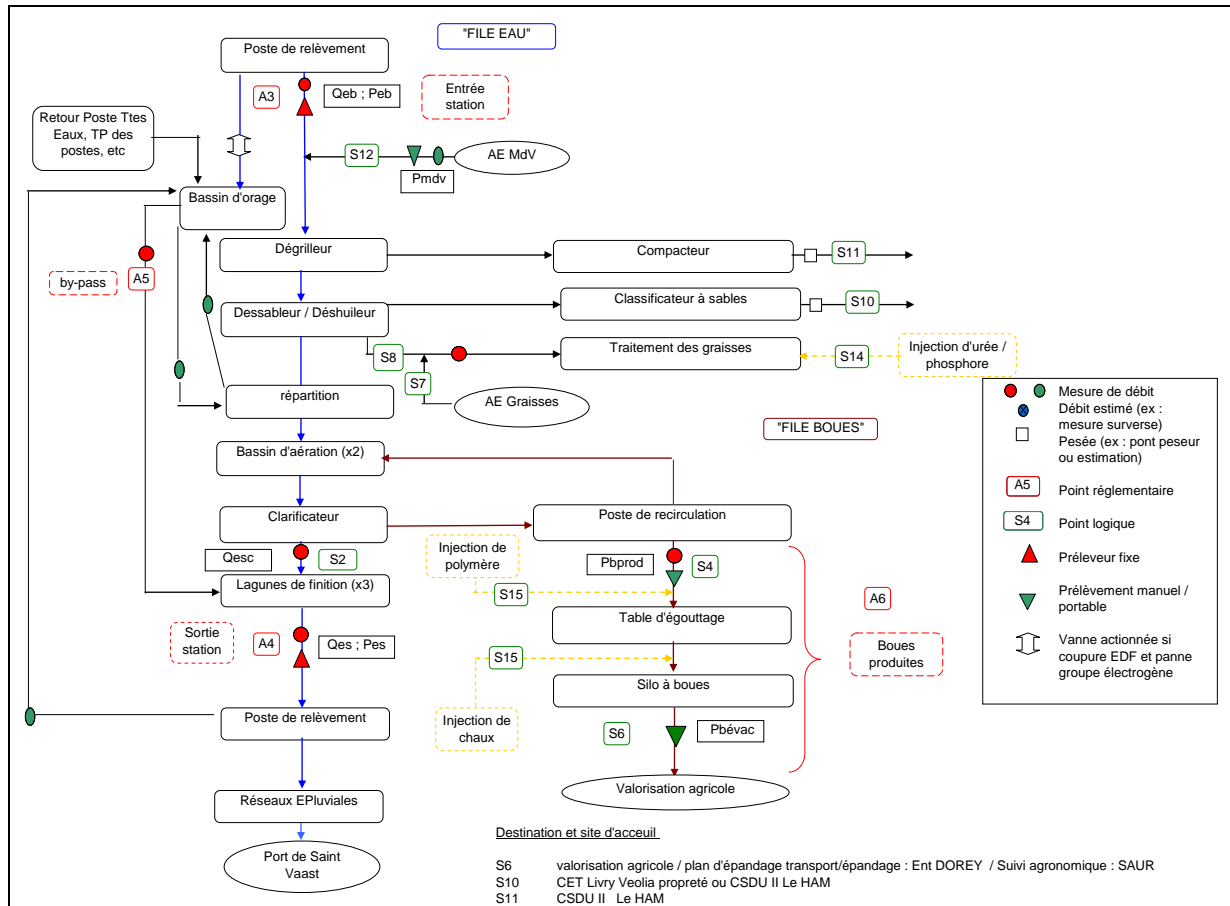 "FILE EAU"
Poste de relèvement
A3
Qeb ; Peb
Entrée
station
Retour Poste Ttes
Eaux, TP des
postes, etc
S12
AE MdV
Pmdv
Bassin d'orage
Dégrilleur
Compacteur
S11
by-pass
A5
Dessableur / Déshuileur
Classificateur à sables
S10
S8
Traitement des graisses
S14
Injection d'urée /
phosphore
S7
répartition
AE Graisses
"FILE BOUES"
Mesure de débit
Débit estimé (ex :
mesure surverse)
Pesée (ex : pont peseur
ou estimation)
A5
Point réglementaire
S4
Point logique
Préleveur fixe
Prélèvement manuel /
portable
Vanne actionnée si
coupure EDF et panne
groupe électrogène
Bassin d'aération (x2)
Clarificateur
Poste de recirculation
Qesc
S2
Injection de
polymère
Pbprod
S4
Lagunes de finition (x3)
S15
A6
Table d'égouttage
Sortie
station
A4
Qes ; Pes
Boues
produites
S15
Silo à boues
Poste de relèvement
Injection de
chaux
S6
Pbévac
Valorisation agricole
Réseaux EPluviales
Port de Saint
Vaast
Destination et site d'acceuil
S6 valorisation agricole / plan d'épandage transport/épandage : Ent DOREY / Suivi agronomique : SAUR
S10 CET Livry Veolia propreté ou CSDU II Le HAM
S11 CSDU II Le HAM